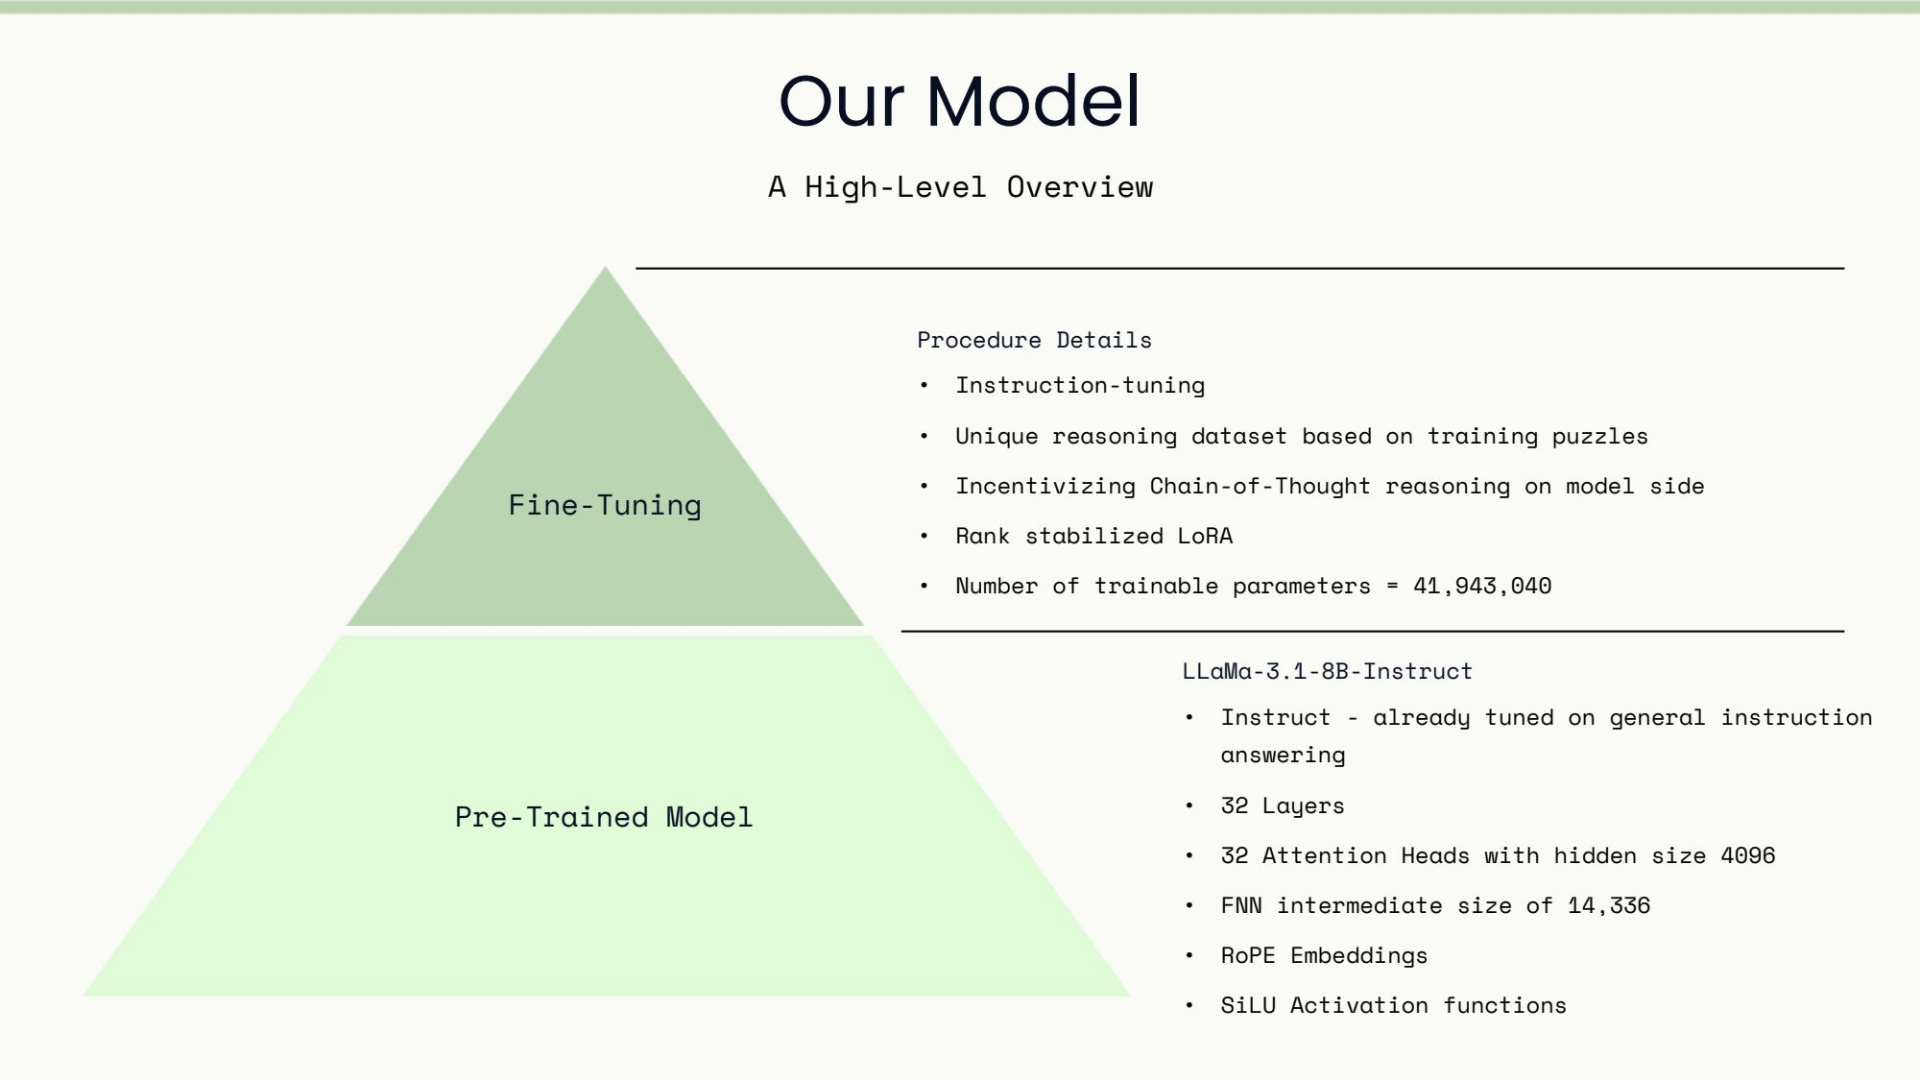 Our Model
A High-Level Overview
Fine-Tuning
Procedure Details
• Instruction-tuning
• Unique reasoning dataset based on training puzzles
• Incentivizing Chain-of-Thought reasoning on model side
• Rank stabilized LoRA
• Number of trainable parameters = 41,943,040
Pre-Trained Model
LLaMa-3.1-8B-Instruct
• Instruct - already tuned on general instruction
answering
• 32 Layers
• 32 Attention Heads with hidden size 4096
• FNN intermediate size of 14,336
• RoPE Embeddings
• SiLU Activation functions